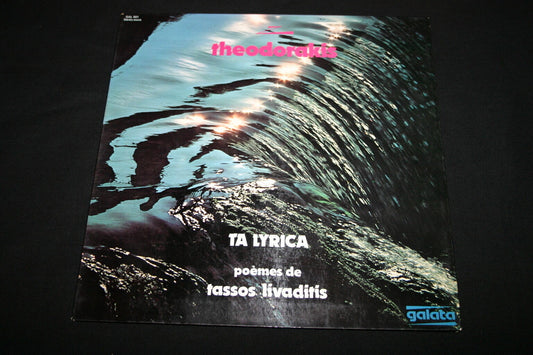 theodorakis
TA LYRICA
poèmes de
tassos livaditis
galata